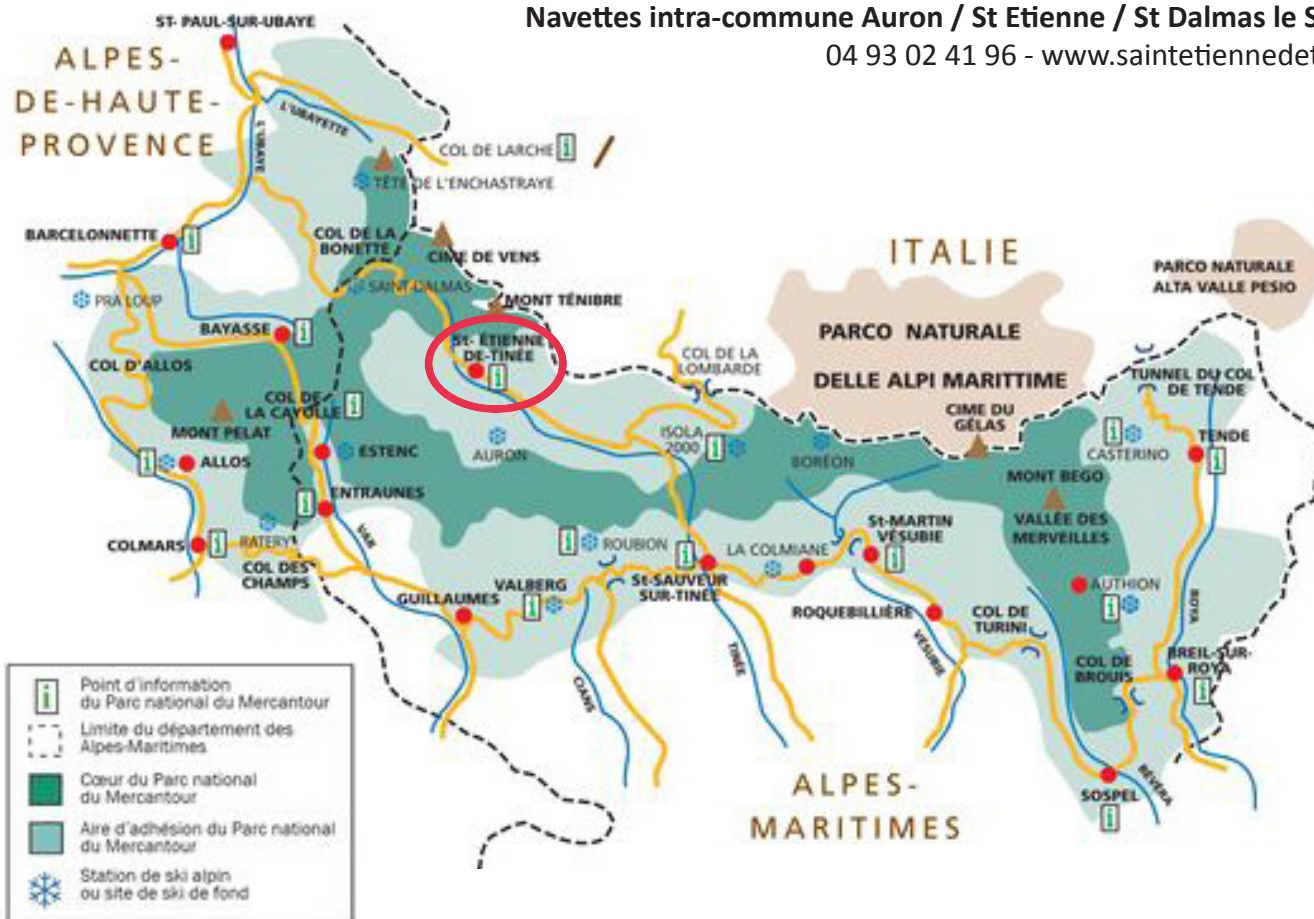 Navettes intra-commune Auron / St Etienne / St Dalmas le S
04 93 02 41 96 - www.saintetiennedet
ST- PAUL-SUR-UBAYE
ALPES-
DE-HAUTE-
PROVENCE
L'UBAYETTE
L'UBAYE
COL DE LARCHE
TÊTE DE L'ENCHASTRAYE
BARCELONNETTE
COL DE LA
BONETTE
CIME DE VENS
ITALIE
PARCO NATURALE
ALTA VALLE PESIO
PRA LOUP
SAINT-DALMAS
MONT TÉNIBRE
BAYASSE
St- ÉTIENNE
DE-TINÉE
PARCO NATURALE
DELLE ALPI MARITTIME
COL D'ALLOS
COL DE LA
LOMBARDE
TUNNEL DU COL
DE TENDE
COL DE
LA CAYOLLE
MONT PELAT
CIME DU
GÉLAS
ESTENC
AURON
ISOLA
2000
BORÉON
CASTERINO
TENDE
ALLOS
MONT BEGO
ENTRAUNES
VALLÉE DES
MERVEILLES
COLMARS
RATERY
VAR
ROUBION
LA COLMIANE
St-MARTIN
VÉSUBIE
COL DES
CHAMPS
VALBERG
St-SAUVEUR
SUR-TINÉE
AUTHION
GUILLAUMES
ROQUEBILLIÈRE
COL DE
TURINI
ROYA
CIANS
TINÉE
VÉSUBIE
COL DE
BROUIS
BREIL-SUR-
ROYA
ALPES-
MARITIMES
SOSPEL
BÉVÉRA
Point d'information
du Parc national du Mercantour
Limite du département des
Alpes-Maritimes
Cœur du Parc national
du Mercantour
Aire d'adhésion du Parc national
du Mercantour
Station de ski alpin
ou site de ski de fond